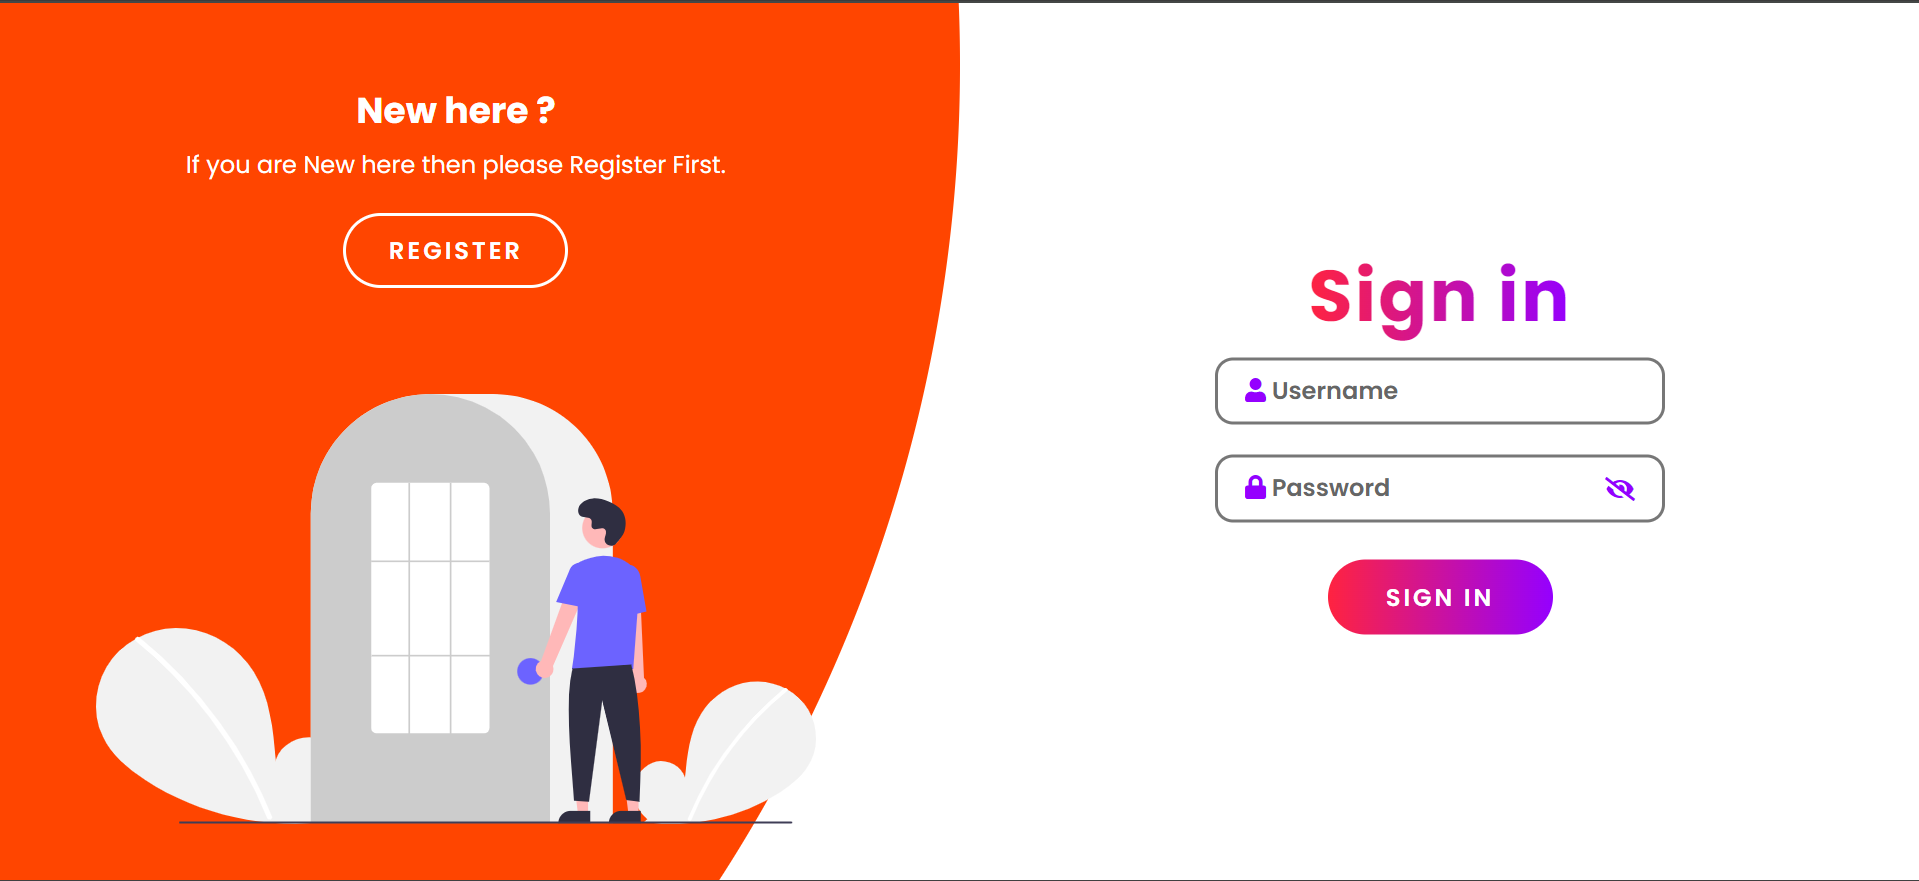 New here ?
If you are New here then please Register First.
REGISTER
Sign in
Username
Password
SIGN IN